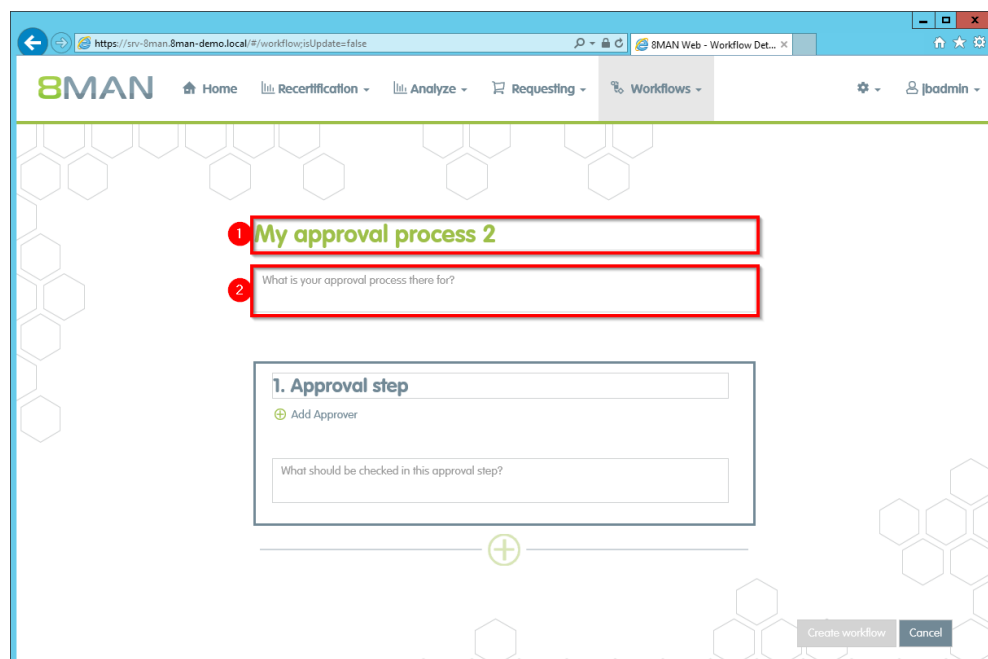 https://srv-8man.8man-demo.local/#/workflow;isUpdate=false
8MAN Web - Workflow Det...
8MAN
Home
Recertification
Analyze
Requesting
Workflows
jbadmin
1
My approval process 2
2
What is your approval process there for?
1. Approval step
Add Approver
What should be checked in this approval step?
Create workflow
Cancel